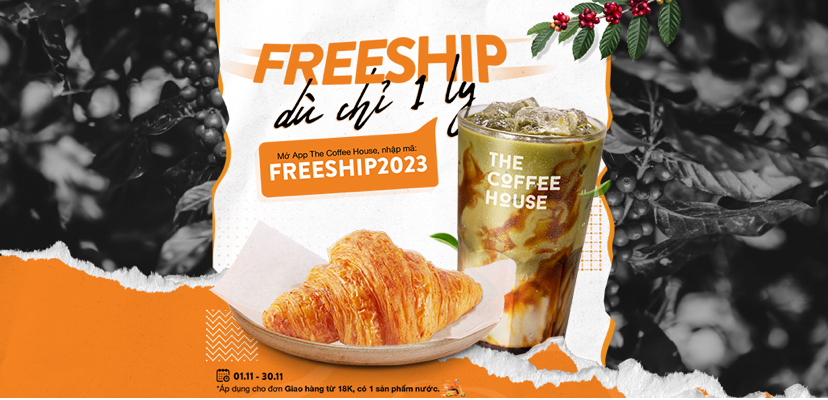 FREESHIP
dù chỉ 1 ly
Mở App The Coffee House, nhập mã:
FREESHIP2023
THE
COFFEE
HOUSE
01.11 - 30.11
*Áp dụng cho đơn Giao hàng từ 18K, có 1 sản phẩm nước.